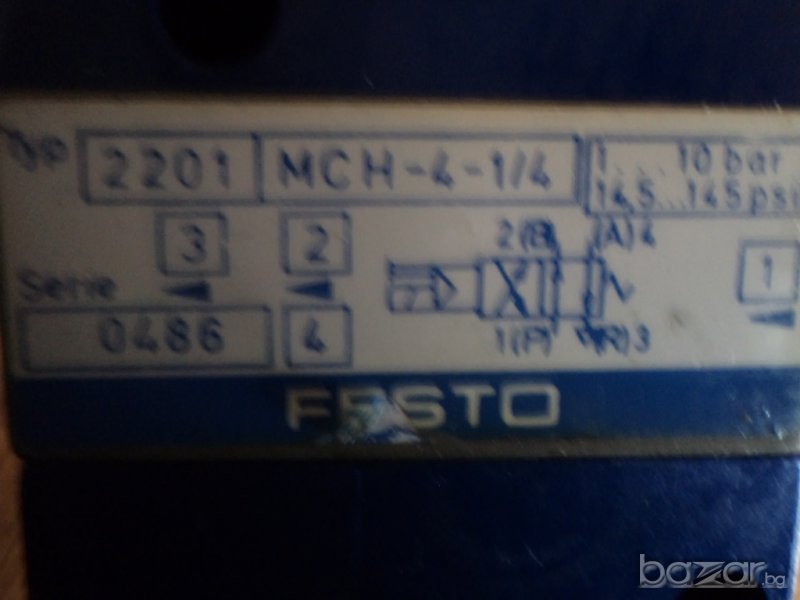 Typ 2201 MCH-4-1/4 1...10 bar
14,5...145 psi
3 2 2(B) (A)4 1
Serie
0486 4 1(P) (R)3
FESTO
bazar.bg